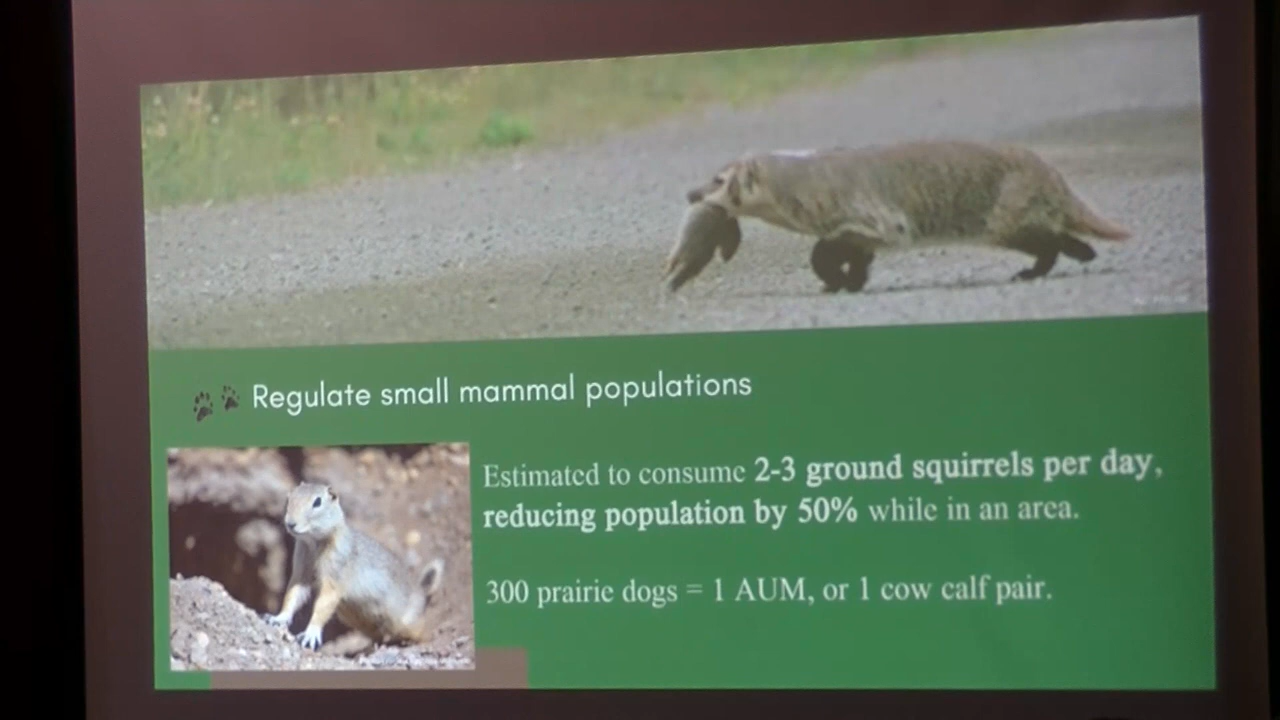 Regulate small mammal populations
Estimated to consume 2-3 ground squirrels per day,
reducing population by 50% while in an area.
300 prairie dogs = 1 AUM, or 1 cow calf pair.